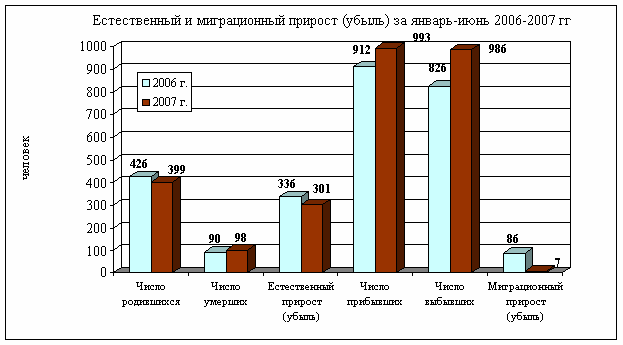 Естественный и миграционный прирост (убыль) за январь-июнь 2006-2007 гг
человек
1000
900
800
700
600
500
400
300
200
100
0
2006 г.
2007 г.
426
399
90
98
336
301
912
993
826
986
86
7
Число
родившихся
Число
умерших
Естественный
прирост
(убыль)
Число
прибывших
Число
выбывших
Миграционный
прирост
(убыль)